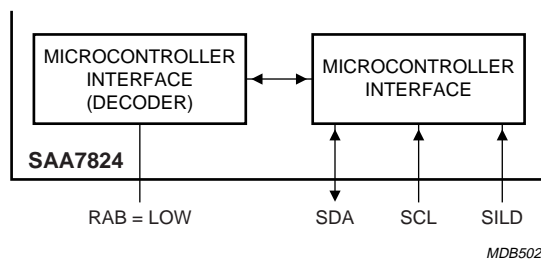 MICROCONTROLLER
INTERFACE
(DECODER)
MICROCONTROLLER
INTERFACE
SAA7824
RAB = LOW
SDA
SCL
SILD
MDB502